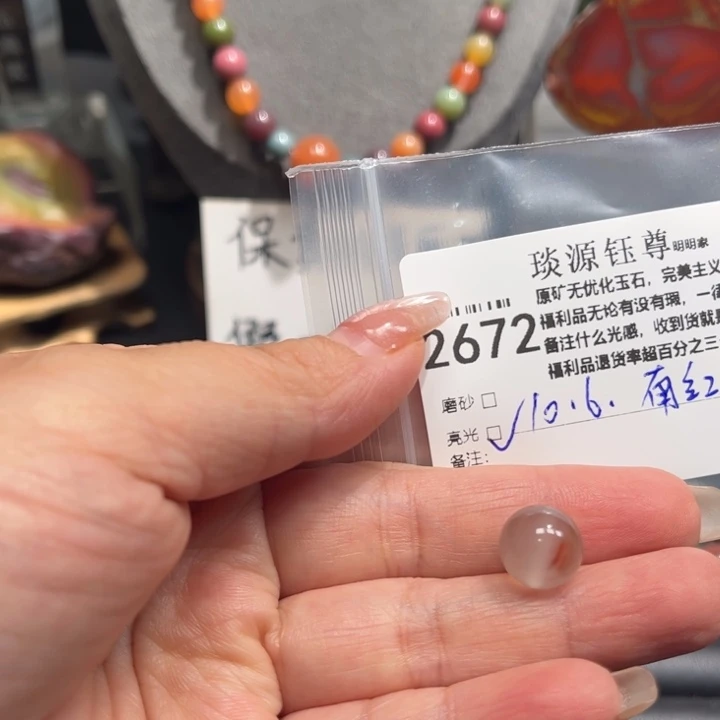 保
琰源钰尊明明家
原矿无优化玉石，完美主义
福利品无论有没有瑕，一律
2672
备注什么光感，收到货就是
福利品退货率超百分之三
磨砂
亮光 ✓ 10.6. 南红
备注：